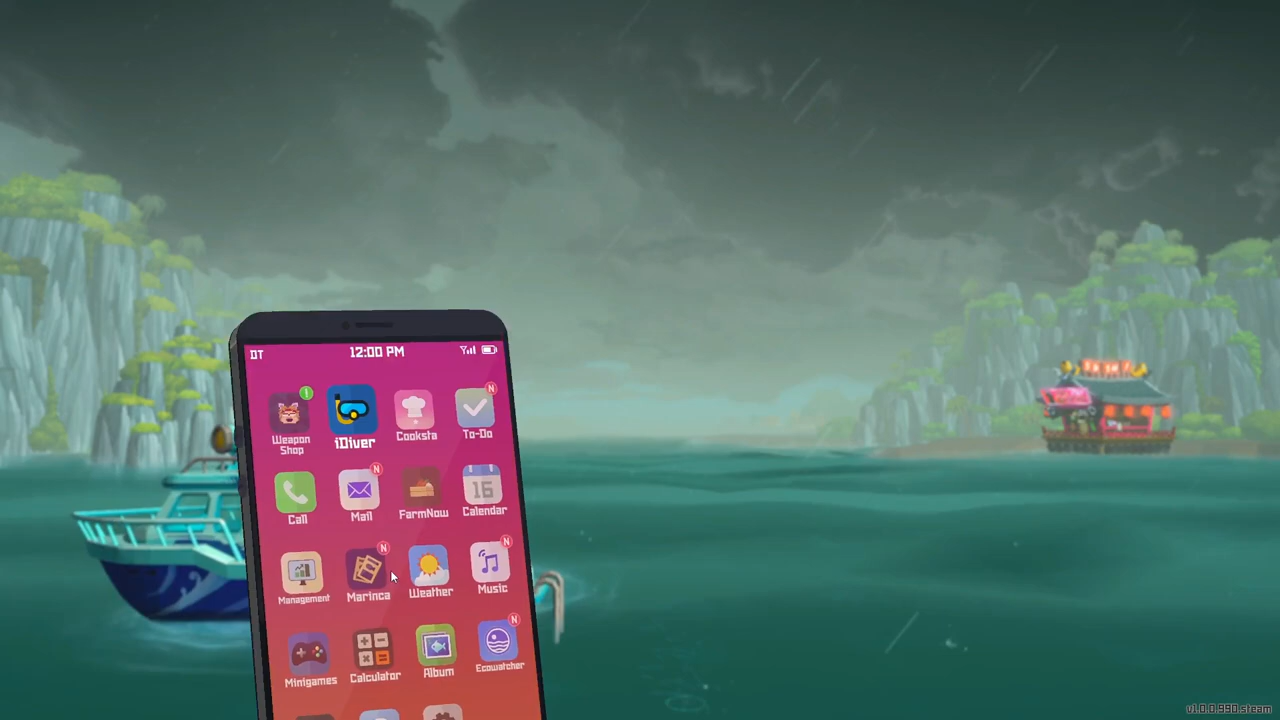 DT
12:00 PM
N
Weapon
Shop
iDiver
Cooksta
To-Do
N
Call
Mail
FarmNow
16
Calendar
N
N
Management
Marinca
Weather
Music
N
Minigames
Calculator
Album
Ecowatcher
v1.0.0.990.steam